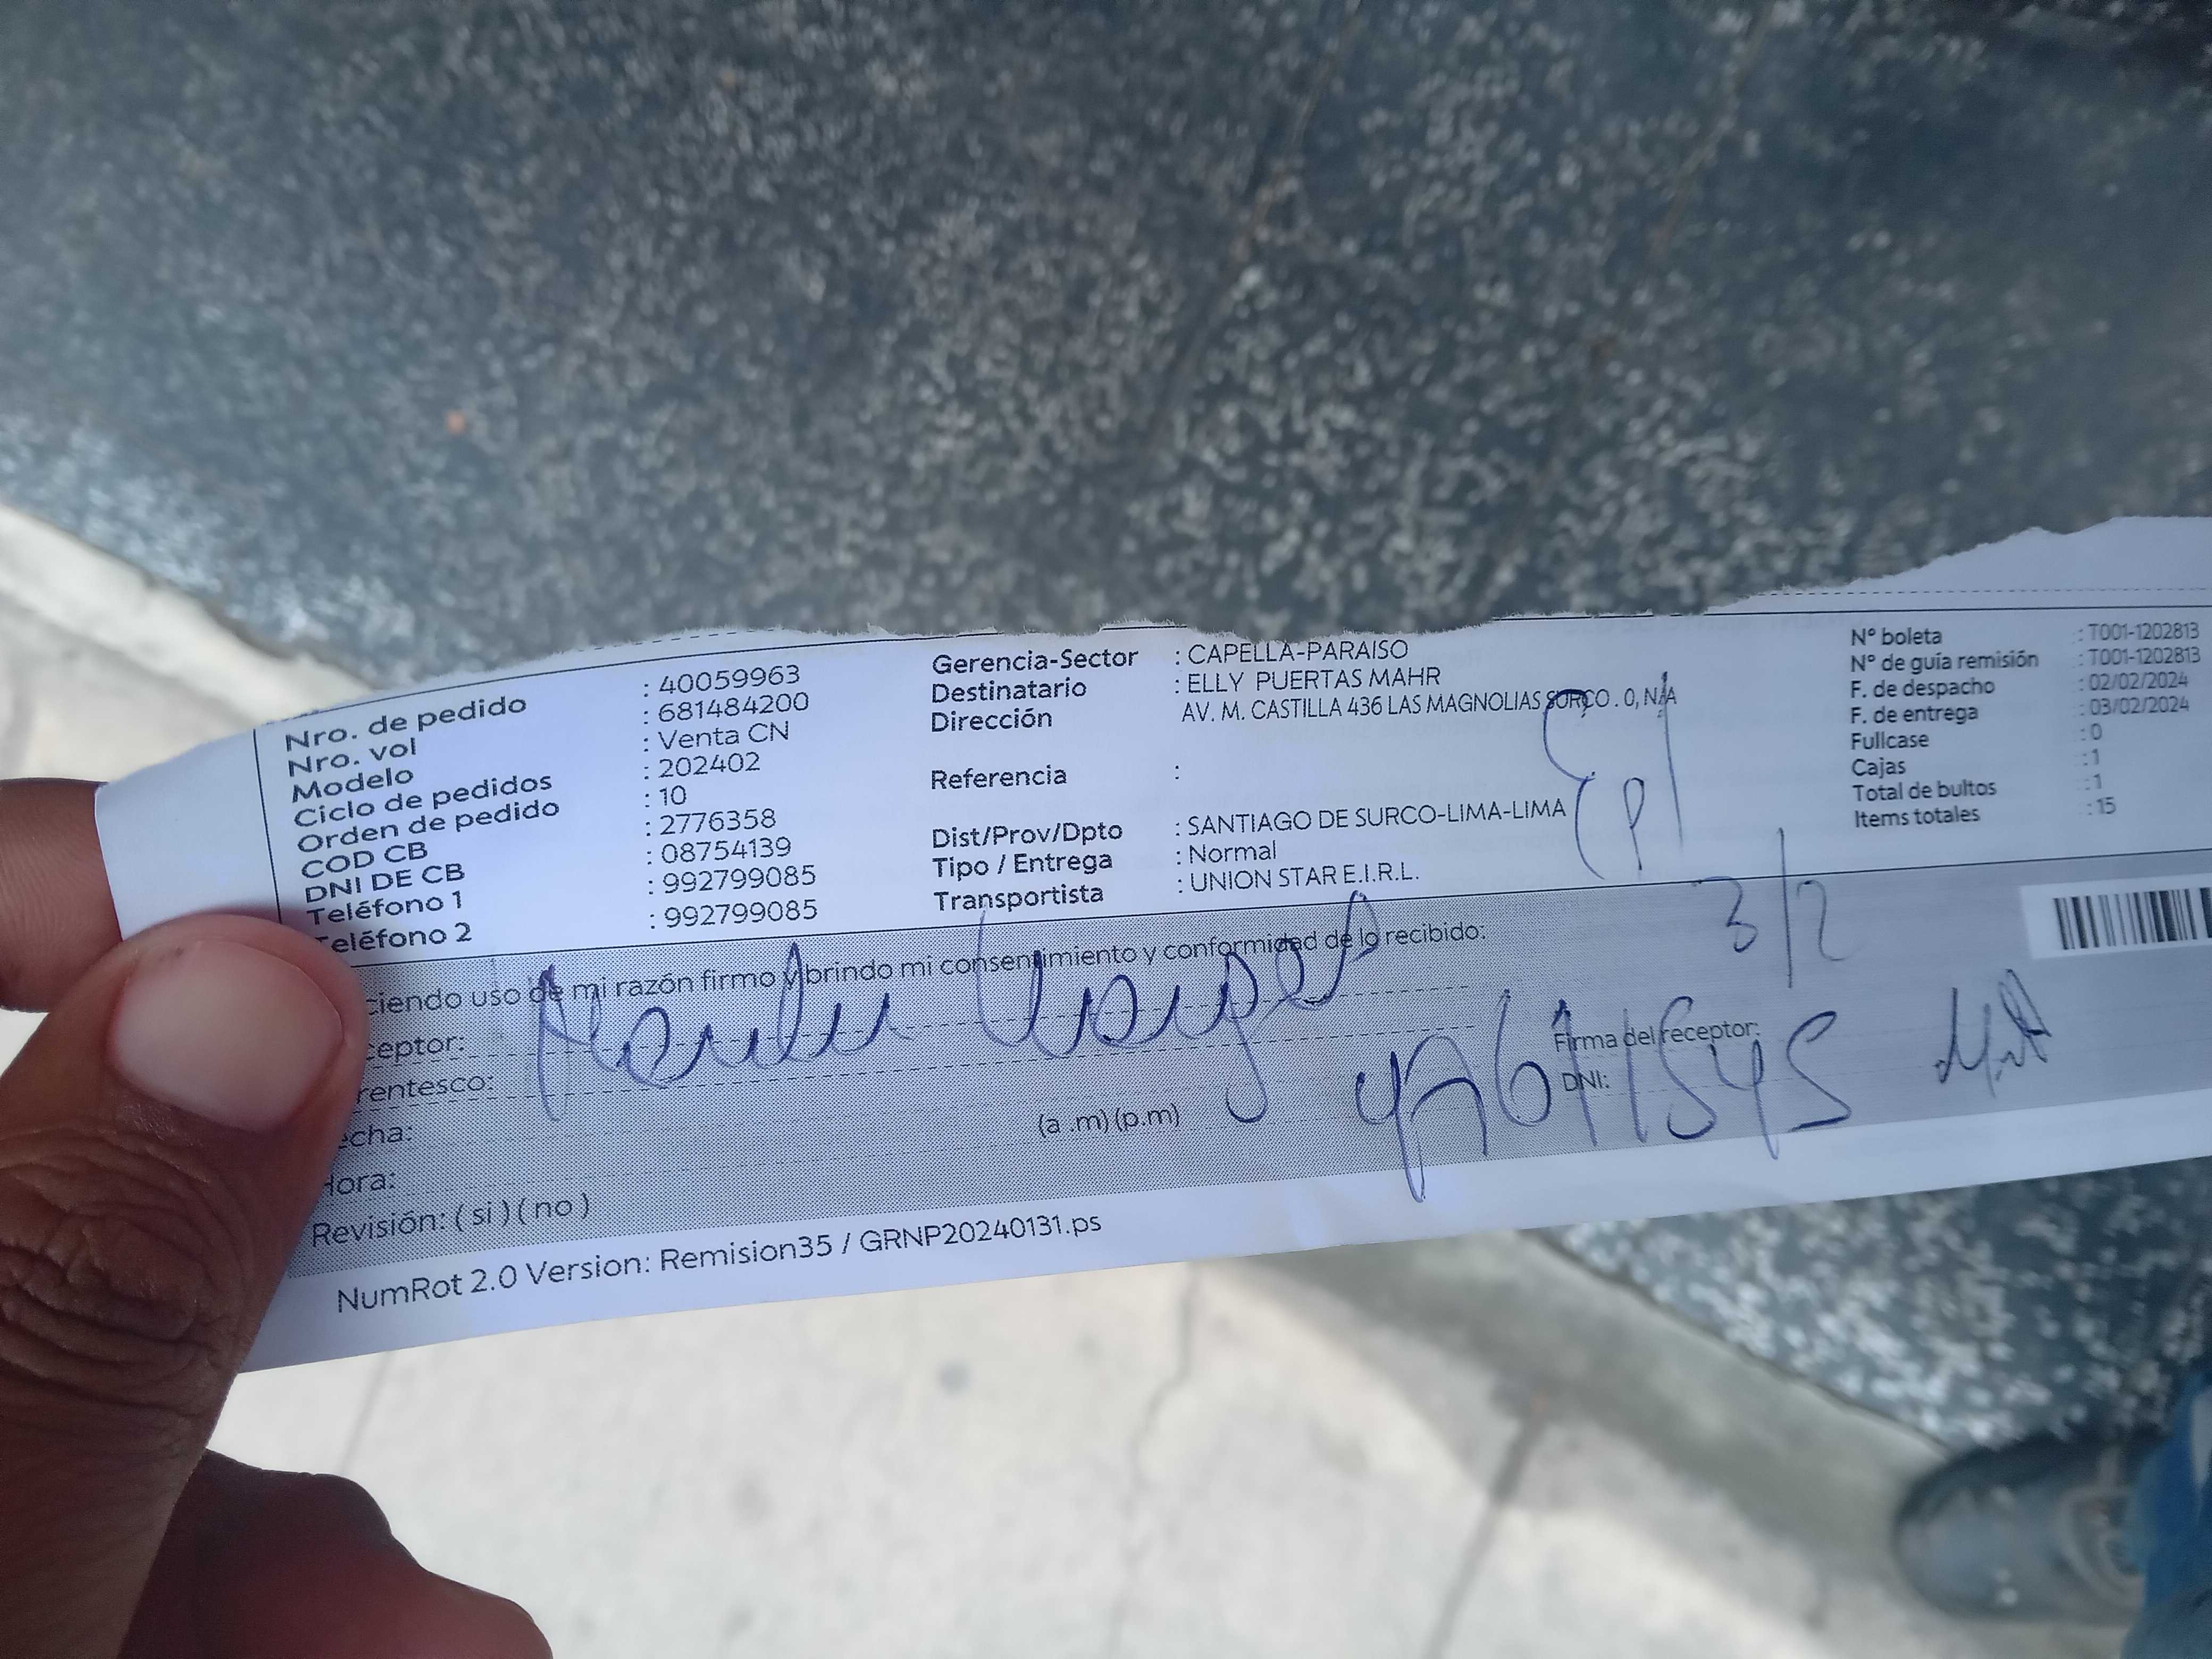 Nro. de pedido : 40059963
Nro. vol : 681484200
Modelo : Venta CN
Ciclo de pedidos : 202402
Orden de pedido : 10
COD CB : 2776358
DNI DE CB : 08754139
Teléfono 1 : 992799085
eléfono 2 : 992799085
Gerencia-Sector : CAPELLA-PARAISO
Destinatario : ELLY PUERTAS MAHR
Dirección AV. M. CASTILLA 436 LAS MAGNOLIAS SURCO . 0, N/A
Referencia :
Dist/Prov/Dpto : SANTIAGO DE SURCO-LIMA-LIMA
Tipo / Entrega : Normal
Transportista : UNION STAR E.I.R.L.
N° boleta : T001-1202813
N° de guía remisión : T001-1202813
F. de despacho : 02/02/2024
F. de entrega : 03/02/2024
Fullcase : 0
Cajas : 1
Total de bultos : 1
Items totales : 15
3/2
ciendo uso de mi razón firmo y brindo mi consentimiento y conformidad de lo recibido:
ceptor:
rentesco:
echa:
Hora: (a .m) (p.m)
Firma del receptor:
DNI:
Revisión: ( si ) ( no )
NumRot 2.0 Version: Remision35 / GRNP20240131.ps